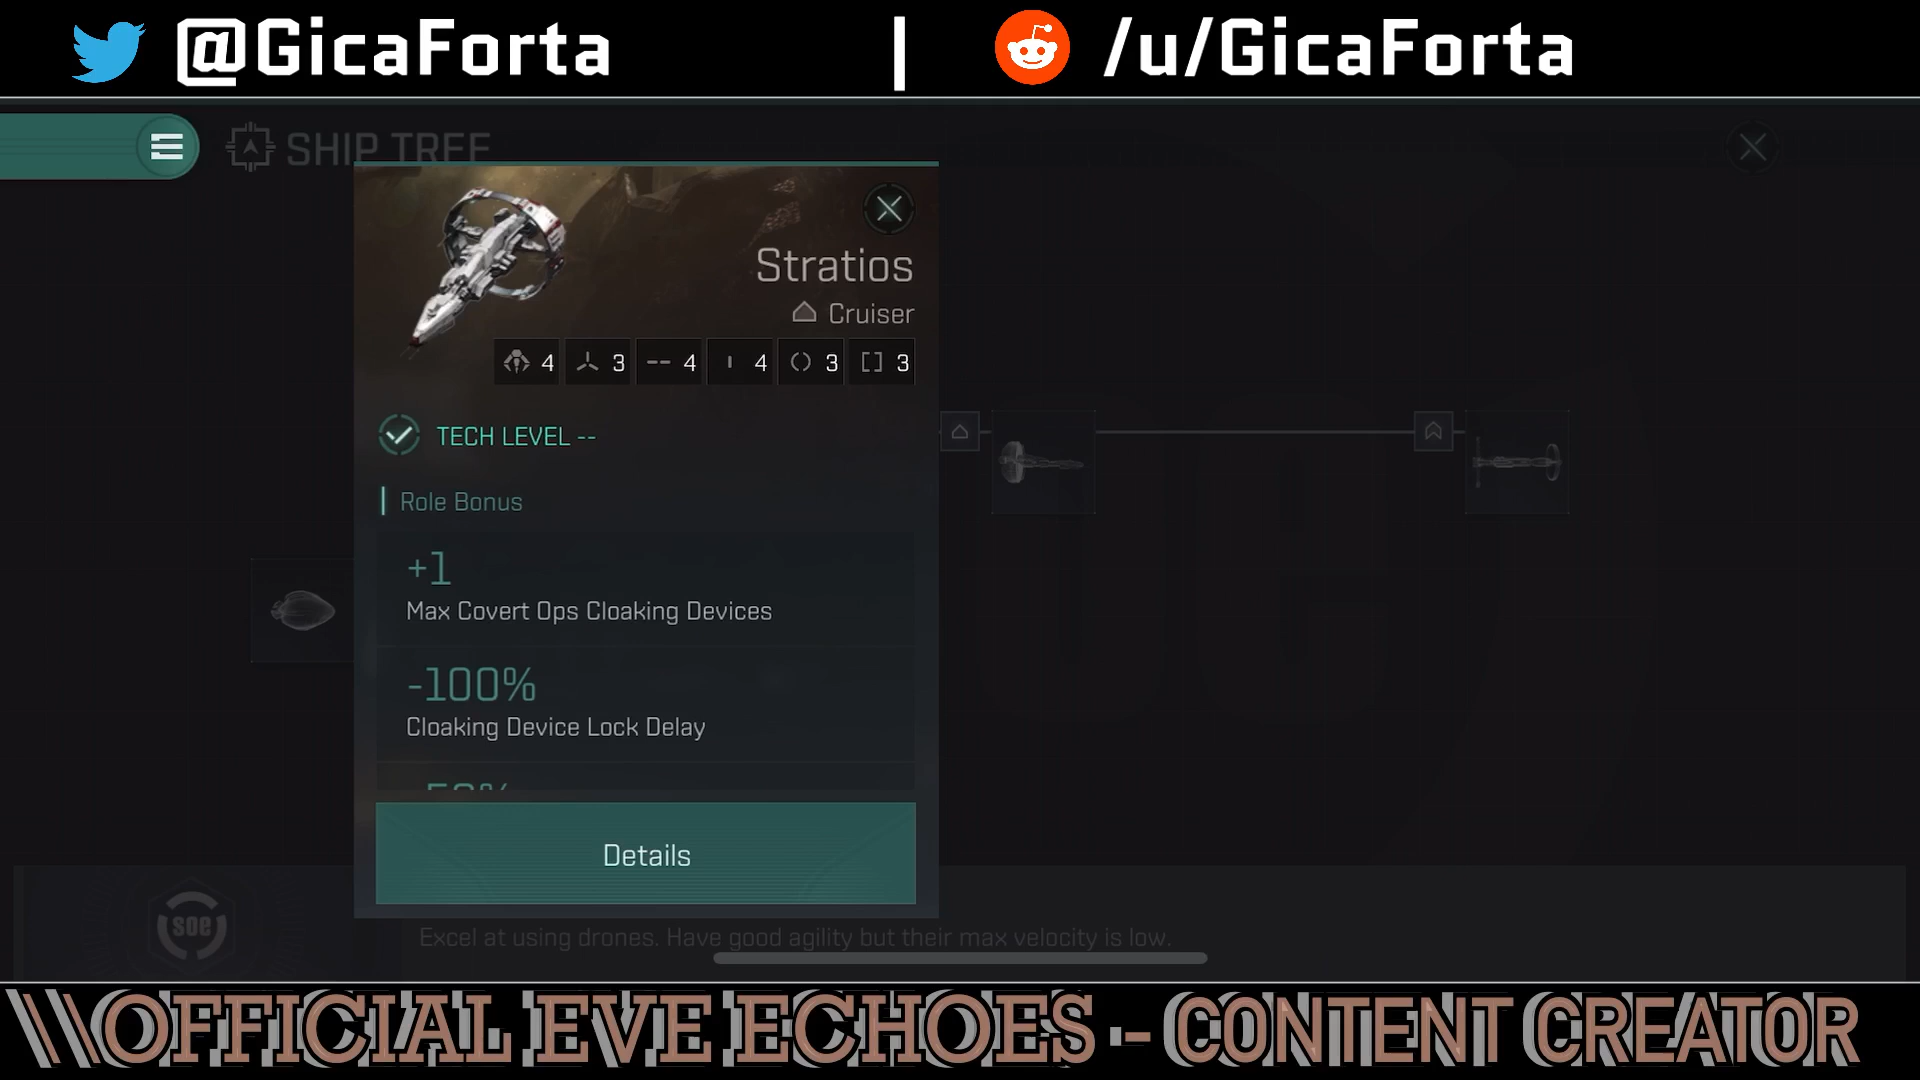 @GicaForta | /u/GicaForta
SHIP TREE
Stratios
Cruiser
4 3 4 4 3 3
TECH LEVEL --
Role Bonus
+1
Max Covert Ops Cloaking Devices
-100%
Cloaking Device Lock Delay
Details
soe
Excel at using drones. Have good agility but their max velocity is low.
\\OFFICIAL EVE ECHOES - CONTENT CREATOR